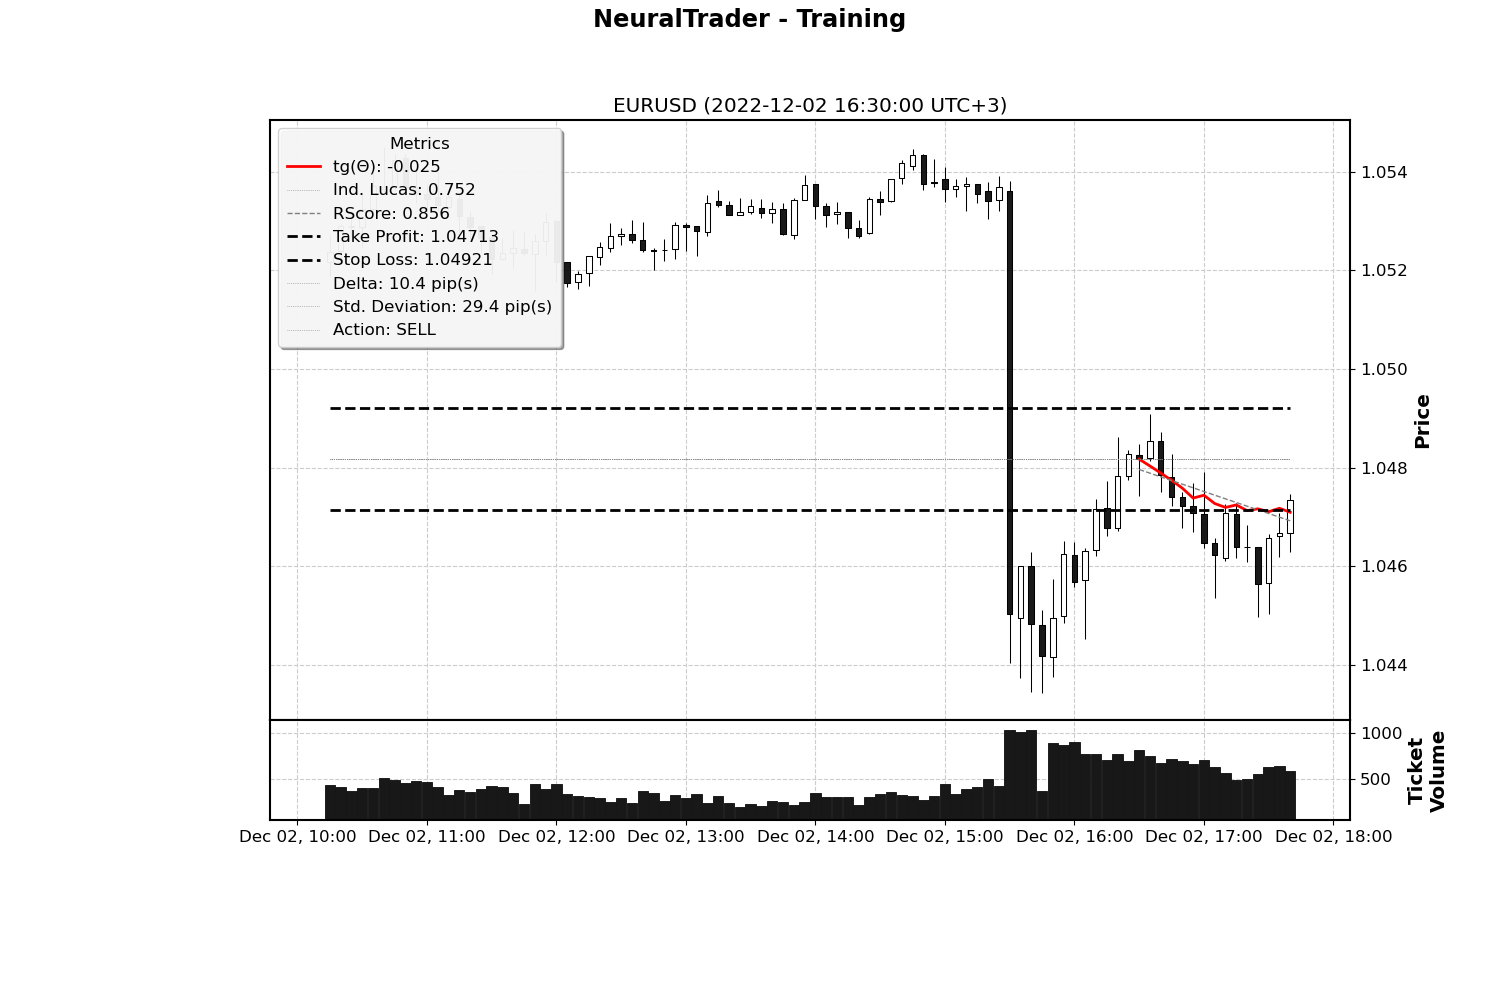 NeuralTrader - Training
EURUSD (2022-12-02 16:30:00 UTC+3)
Metrics
tg(Θ): -0.025
Ind. Lucas: 0.752
RScore: 0.856
Take Profit: 1.04713
Stop Loss: 1.04921
Delta: 10.4 pip(s)
Std. Deviation: 29.4 pip(s)
Action: SELL
1.054
1.052
1.050
1.048
1.046
1.044
Price
1000
500
Ticket
Volume
Dec 02, 10:00 Dec 02, 11:00 Dec 02, 12:00 Dec 02, 13:00 Dec 02, 14:00 Dec 02, 15:00 Dec 02, 16:00 Dec 02, 17:00 Dec 02, 18:00